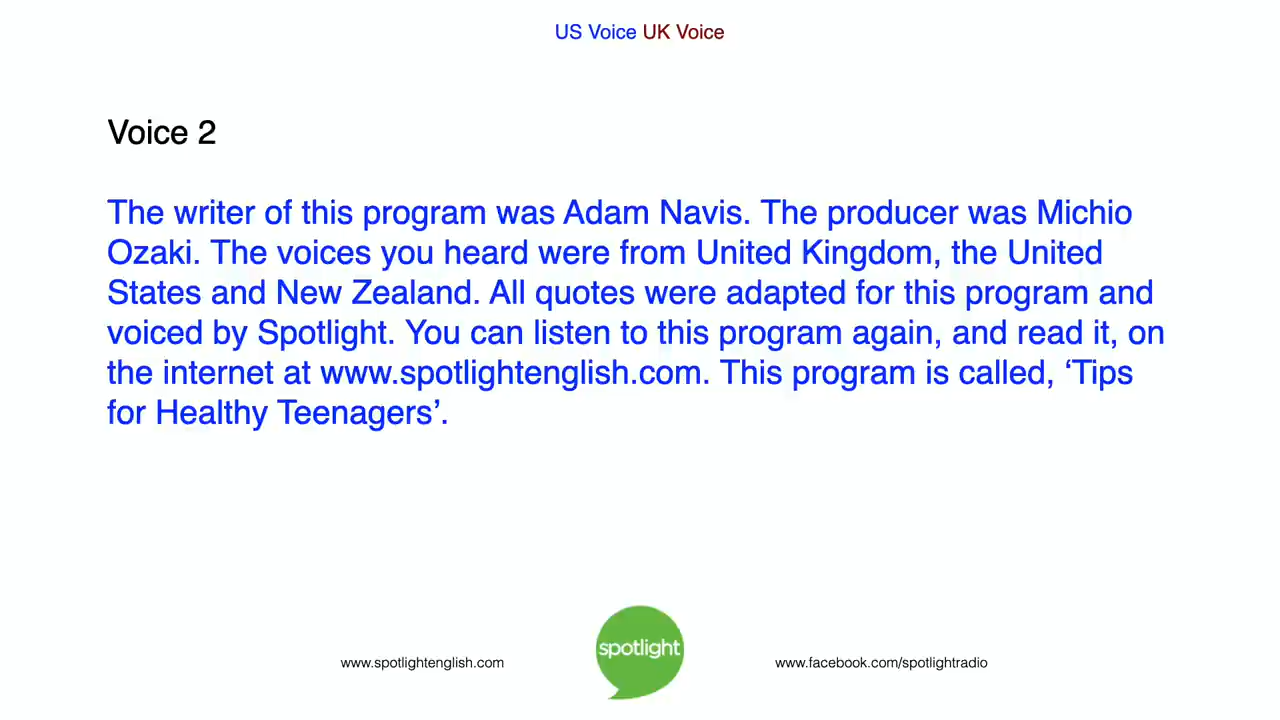 US Voice UK Voice
Voice 2
The writer of this program was Adam Navis. The producer was Michio
Ozaki. The voices you heard were from United Kingdom, the United
States and New Zealand. All quotes were adapted for this program and
voiced by Spotlight. You can listen to this program again, and read it, on
the internet at www.spotlightenglish.com. This program is called, ‘Tips
for Healthy Teenagers’.
www.spotlightenglish.com
spotlight
www.facebook.com/spotlightradio